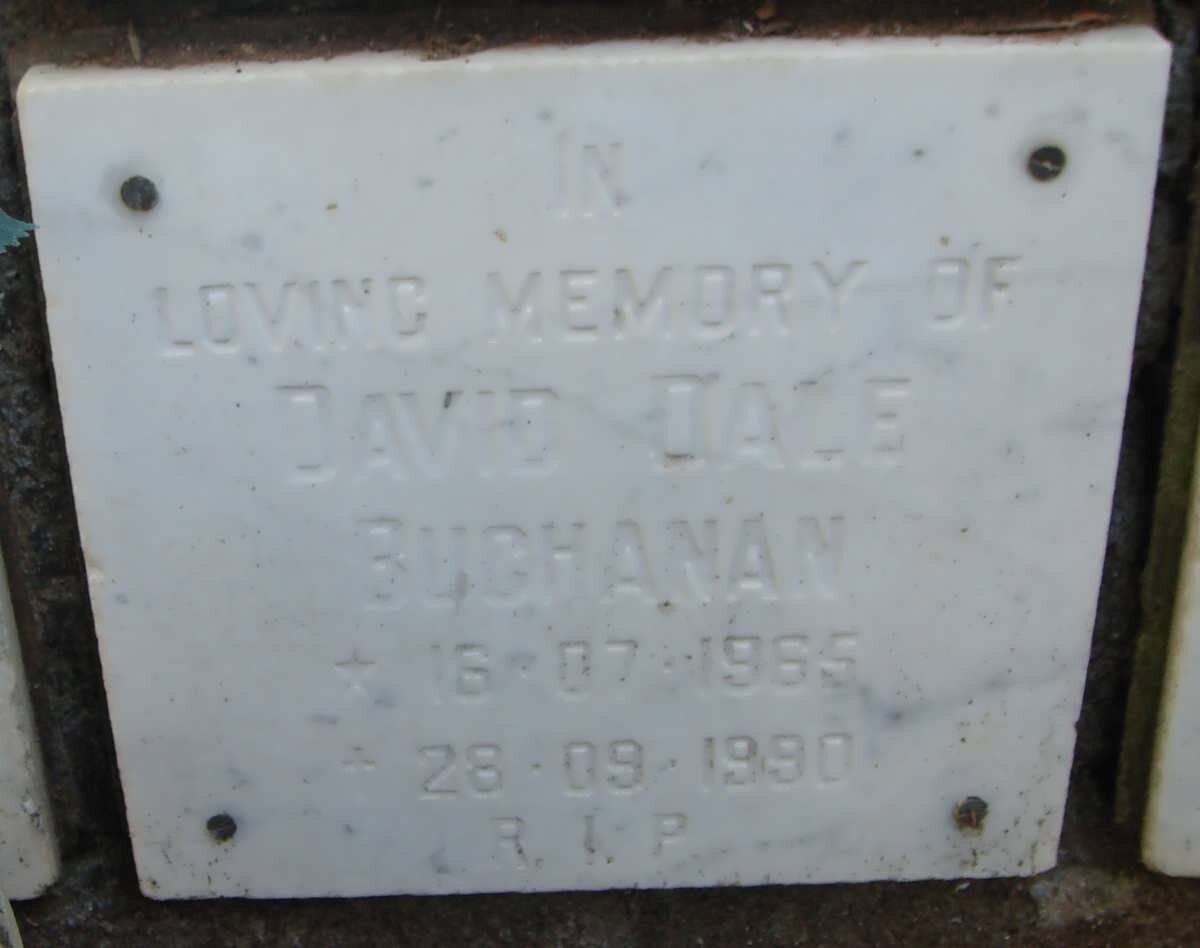 IN
LOVING MEMORY OF
DAVID DALE
BUCHANAN
★ 16·07·1965
✝ 28·09·1990
R. I. P